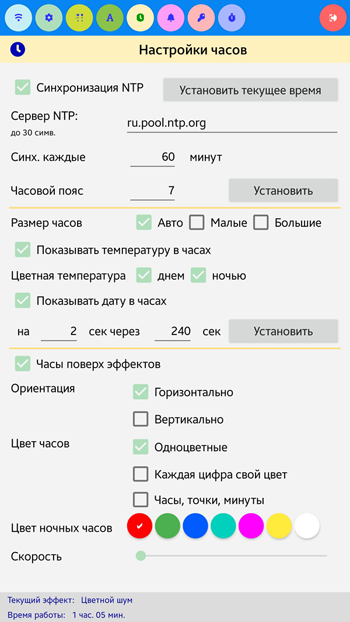 A
Настройки часов
Синхронизация NTP Установить текущее время
Сервер NTP: ru.pool.ntp.org
до 30 симв.
Синх. каждые 60 минут
Часовой пояс 7 Установить
Размер часов Авто Малые Большие
Показывать температуру в часах
Цветная температура днем ночью
Показывать дату в часах
на 2 сек через 240 сек Установить
Часы поверх эффектов
Ориентация Горизонтально
Вертикально
Цвет часов Одноцветные
Каждая цифра свой цвет
Часы, точки, минуты
Цвет ночных часов
Скорость
Текущий эффект: Цветной шум
Время работы: 1 час. 05 мин.